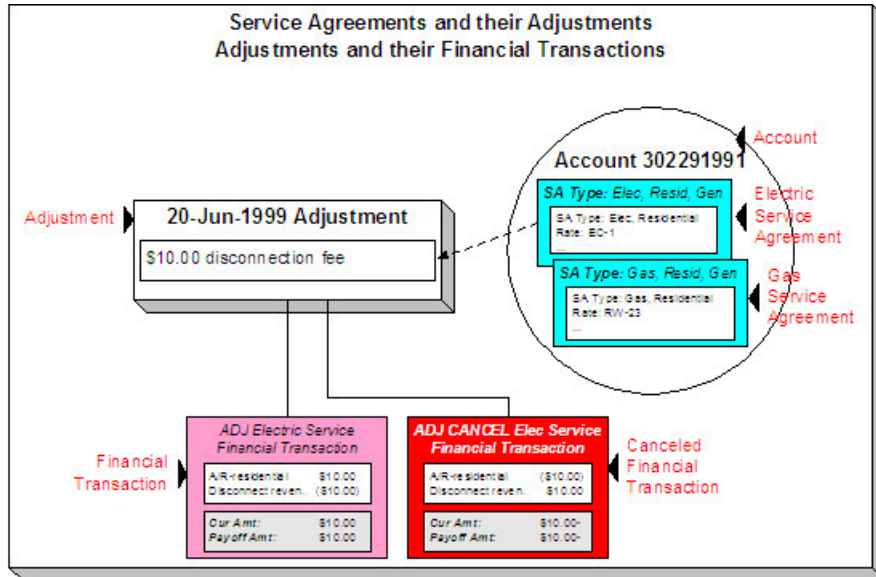 Service Agreements and their Adjustments
Adjustments and their Financial Transactions
Account
Account 302291991
SA Type: Elec, Resid, Gen
SA Type: Elec, Residential
Rate: EC-1
...
Electric
Service
Agreement
SA Type: Gas, Resid, Gen
SA Type: Gas, Residential
Rate: RW-23
...
Gas
Service
Agreement
Adjustment
20-Jun-1999 Adjustment
$10.00 disconnection fee
Financial
Transaction
ADJ Electric Service
Financial Transaction
A/R-residential $10.00
Disconnect reven. ($10.00)
Cur Amt: $10.00
Payoff Amt: $10.00
ADJ CANCEL Elec Service
Financial Transaction
A/R-residential ($10.00)
Disconnect reven. $10.00
Cur Amt: $10.00-
Payoff Amt: $10.00-
Canceled
Financial
Transaction